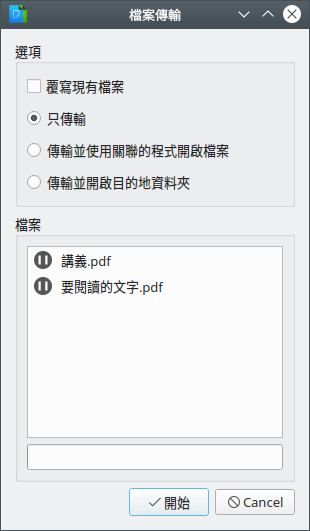 檔案傳輸
選項
覆寫現有檔案
只傳輸
傳輸並使用關聯的程式開啟檔案
傳輸並開啟目的地資料夾
檔案
講義.pdf
要閱讀的文字.pdf
開始
Cancel